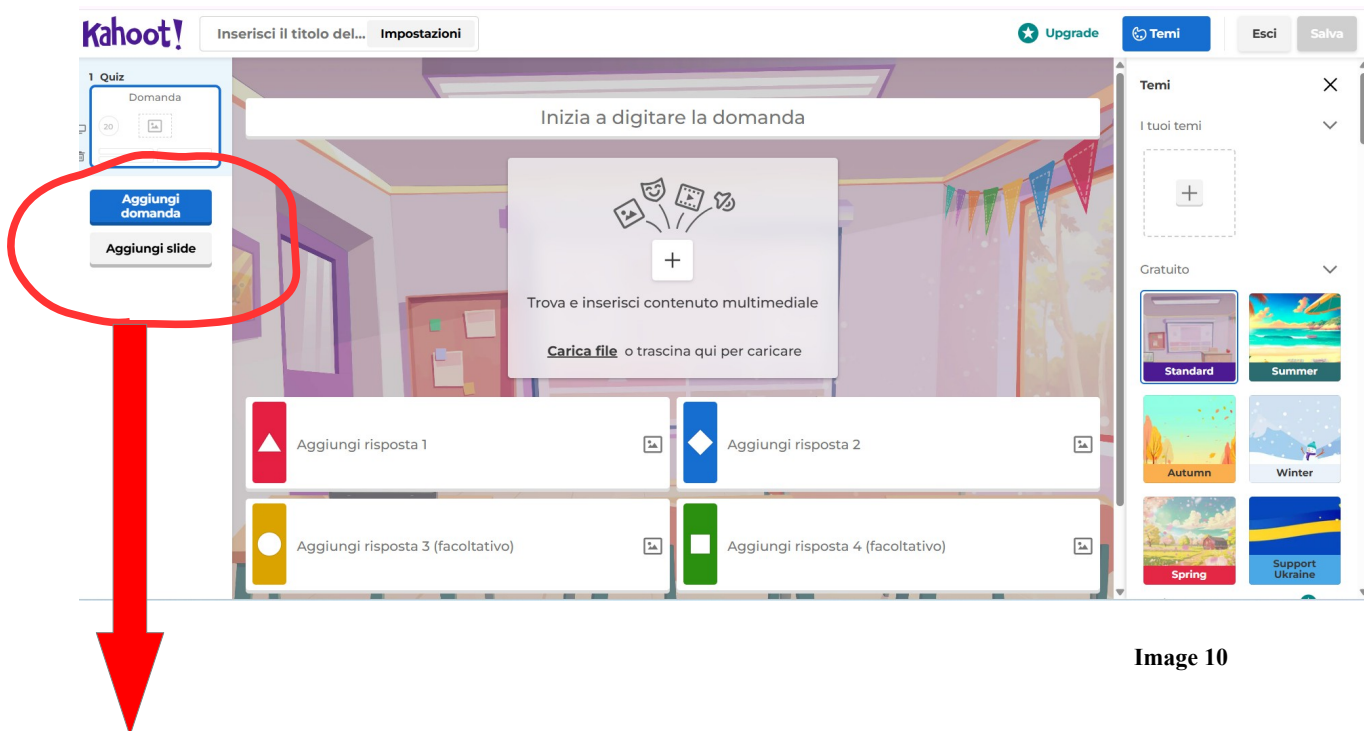 Kahoot!
Inserisci il titolo del... Impostazioni
Upgrade
Temi
Esci
Salva
1 Quiz
Domanda
20
Aggiungi
domanda
Aggiungi slide
Inizia a digitare la domanda
Trova e inserisci contenuto multimediale
Carica file o trascina qui per caricare
Aggiungi risposta 1
Aggiungi risposta 2
Aggiungi risposta 3 (facoltativo)
Aggiungi risposta 4 (facoltativo)
Temi
I tuoi temi
Gratuito
Standard
Summer
Autumn
Winter
Spring
Support
Ukraine
Image 10